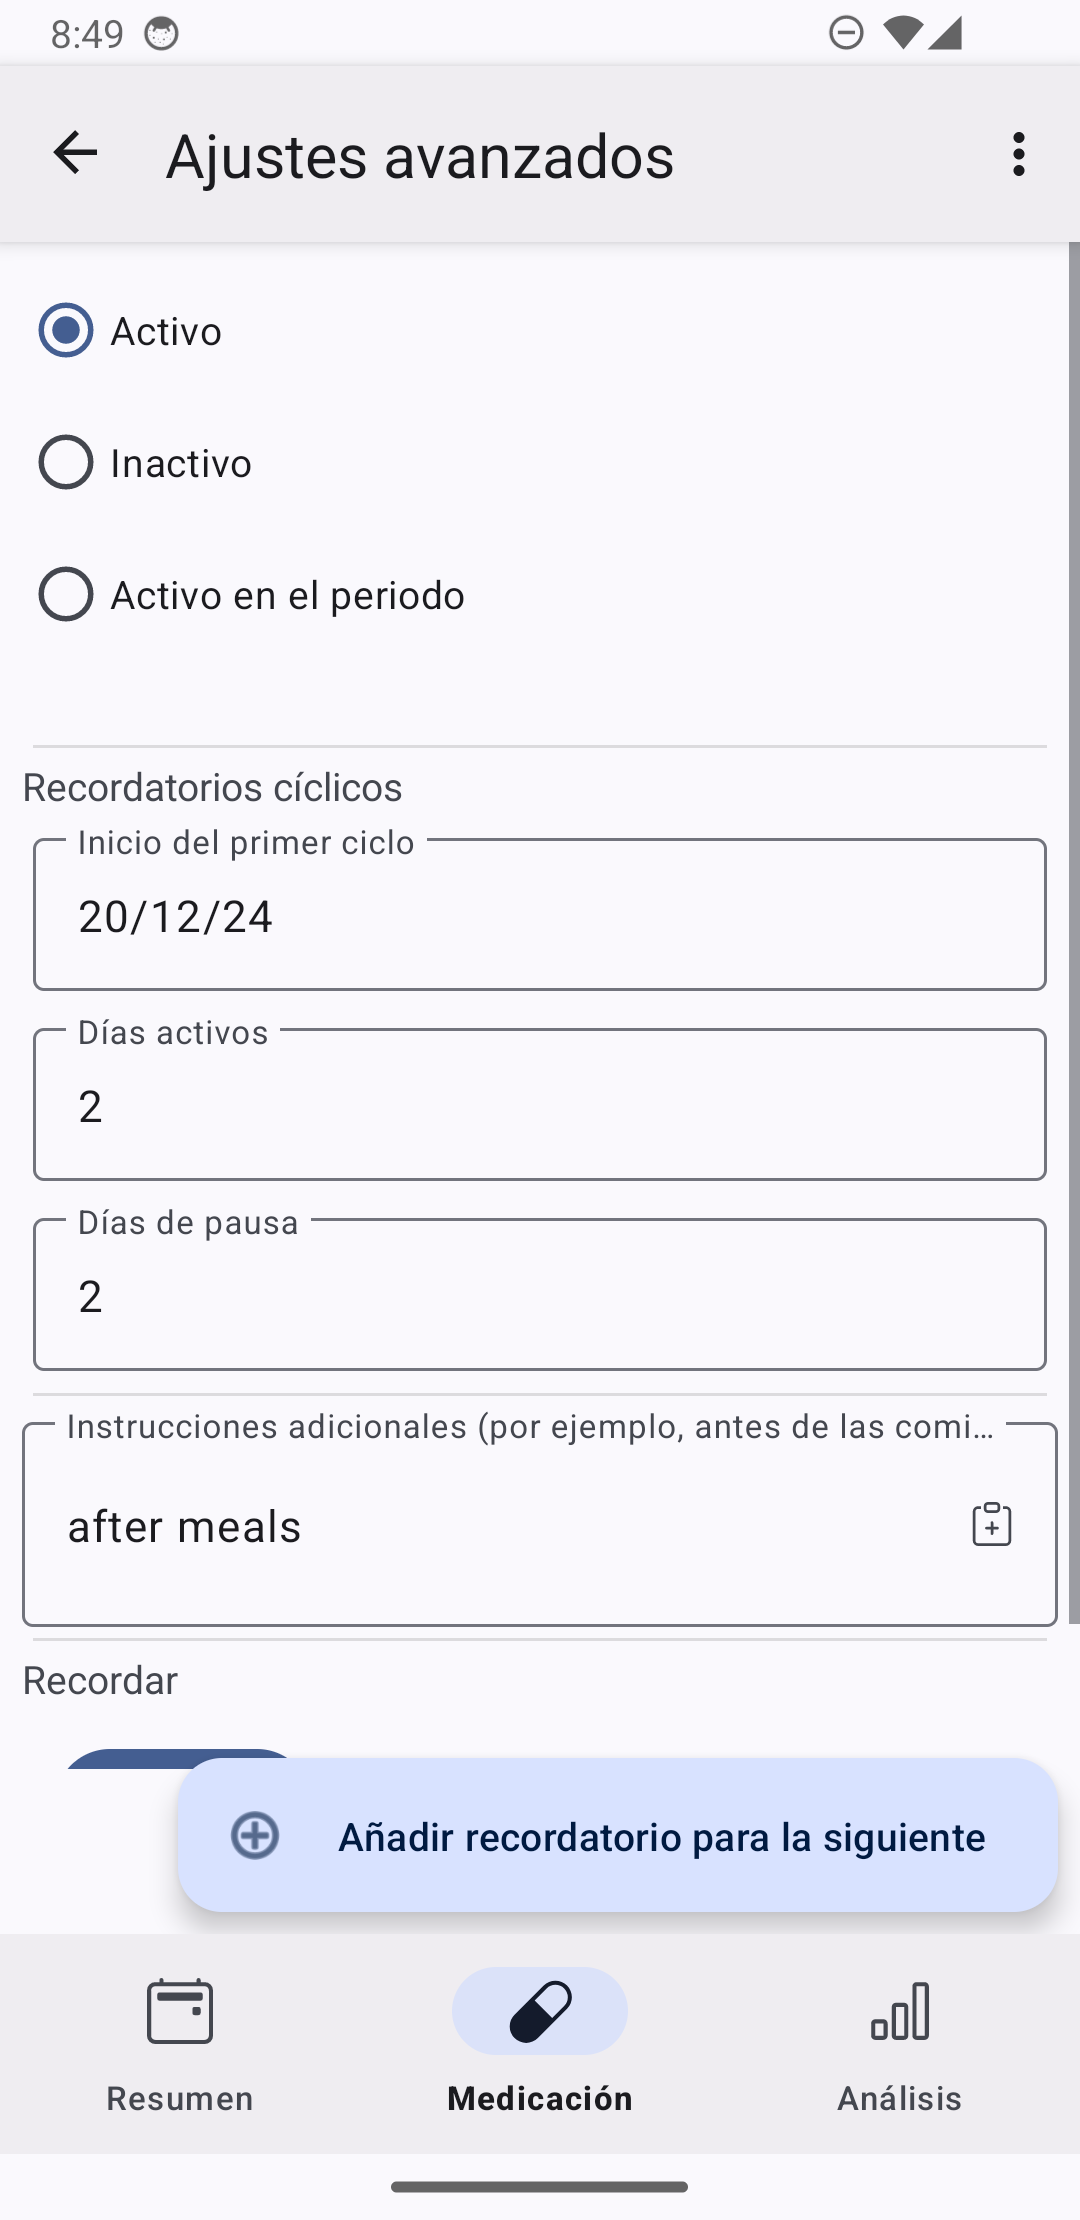 8:49
Ajustes avanzados
Activo
Inactivo
Activo en el periodo
Recordatorios cíclicos
Inicio del primer ciclo
20/12/24
Días activos
2
Días de pausa
2
Instrucciones adicionales (por ejemplo, antes de las comi…
after meals
Recordar
Añadir recordatorio para la siguiente
Resumen
Medicación
Análisis